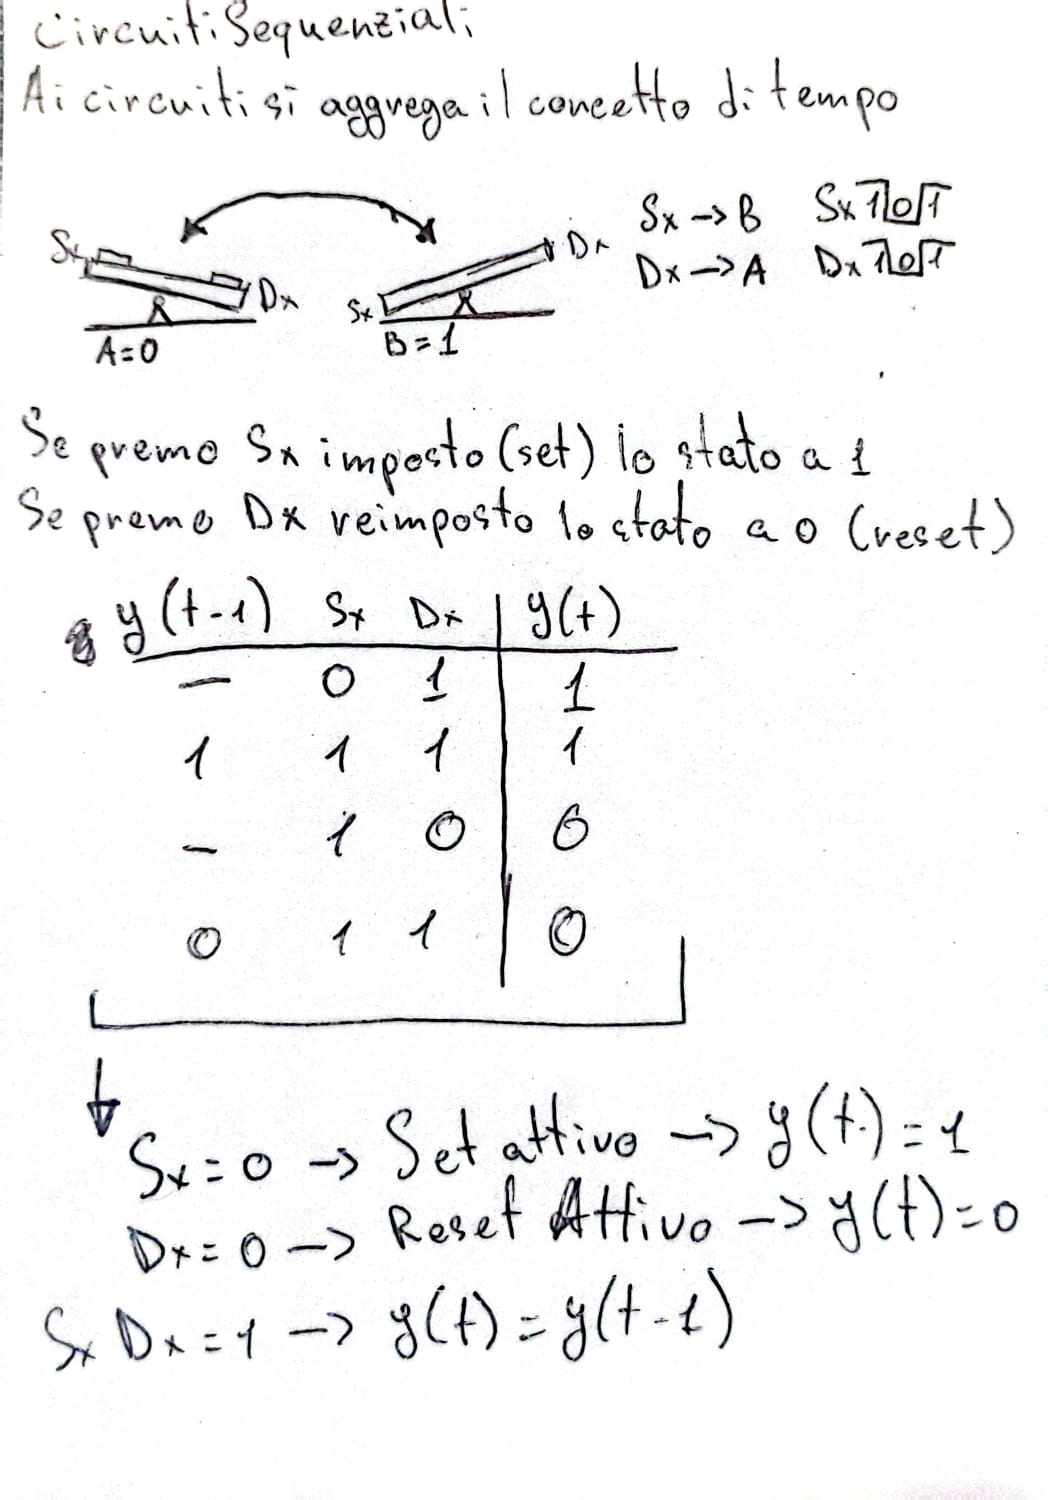 Circuiti Sequenziali
Ai circuiti si aggrega il concetto di tempo
Sx Dx Sx Dx
A=0 B=1
Sx -> B Sx 1 0 1
Dx -> A Dx 1 0 1
Se premo Sx imposto (set) lo stato a 1
Se premo Dx reimposto lo stato a 0 (reset)
y(t-1) Sx Dx y(t)
— 0 1 1
1 1 1 1
— 1 0 0
0 1 1 0
Sx=0 -> Set attivo -> y(t)=1
Dx=0 -> Reset Attivo -> y(t)=0
Sx Dx=1 -> y(t)=y(t-1)